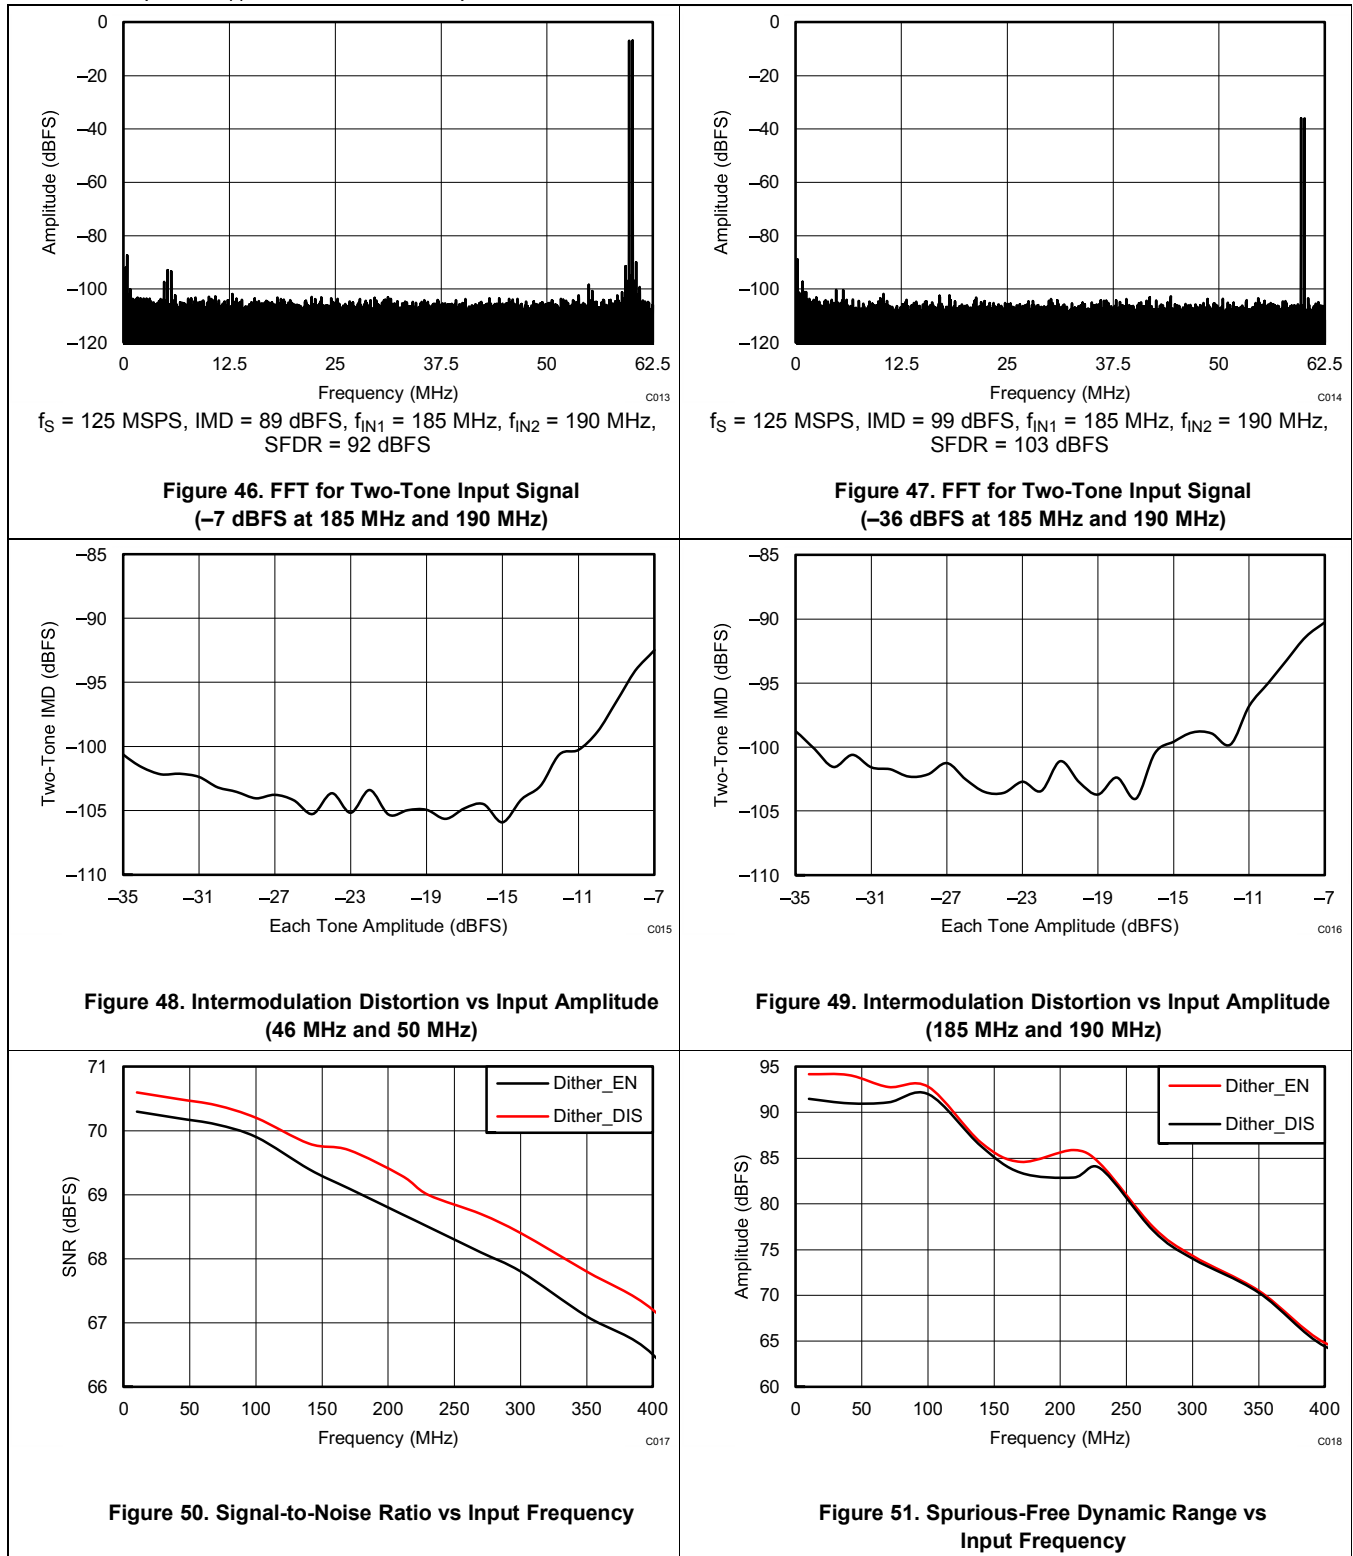 0
–20
–40
–60
–80
–100
–120
Amplitude (dBFS)
0 12.5 25 37.5 50 62.5
Frequency (MHz)
C013
fS = 125 MSPS, IMD = 89 dBFS, fIN1 = 185 MHz, fIN2 = 190 MHz,
SFDR = 92 dBFS
Figure 46. FFT for Two-Tone Input Signal
(–7 dBFS at 185 MHz and 190 MHz)
0
–20
–40
–60
–80
–100
–120
Amplitude (dBFS)
0 12.5 25 37.5 50 62.5
Frequency (MHz)
C014
fS = 125 MSPS, IMD = 99 dBFS, fIN1 = 185 MHz, fIN2 = 190 MHz,
SFDR = 103 dBFS
Figure 47. FFT for Two-Tone Input Signal
(–36 dBFS at 185 MHz and 190 MHz)
–85
–90
–95
–100
–105
–110
Two-Tone IMD (dBFS)
–35 –31 –27 –23 –19 –15 –11 –7
Each Tone Amplitude (dBFS)
C015
Figure 48. Intermodulation Distortion vs Input Amplitude
(46 MHz and 50 MHz)
–85
–90
–95
–100
–105
–110
Two-Tone IMD (dBFS)
–35 –31 –27 –23 –19 –15 –11 –7
Each Tone Amplitude (dBFS)
C016
Figure 49. Intermodulation Distortion vs Input Amplitude
(185 MHz and 190 MHz)
71
70
69
68
67
66
SNR (dBFS)
Dither_EN
Dither_DIS
0 50 100 150 200 250 300 350 400
Frequency (MHz)
C017
Figure 50. Signal-to-Noise Ratio vs Input Frequency
95
90
85
80
75
70
65
60
Amplitude (dBFS)
Dither_EN
Dither_DIS
0 50 100 150 200 250 300 350 400
Frequency (MHz)
C018
Figure 51. Spurious-Free Dynamic Range vs
Input Frequency